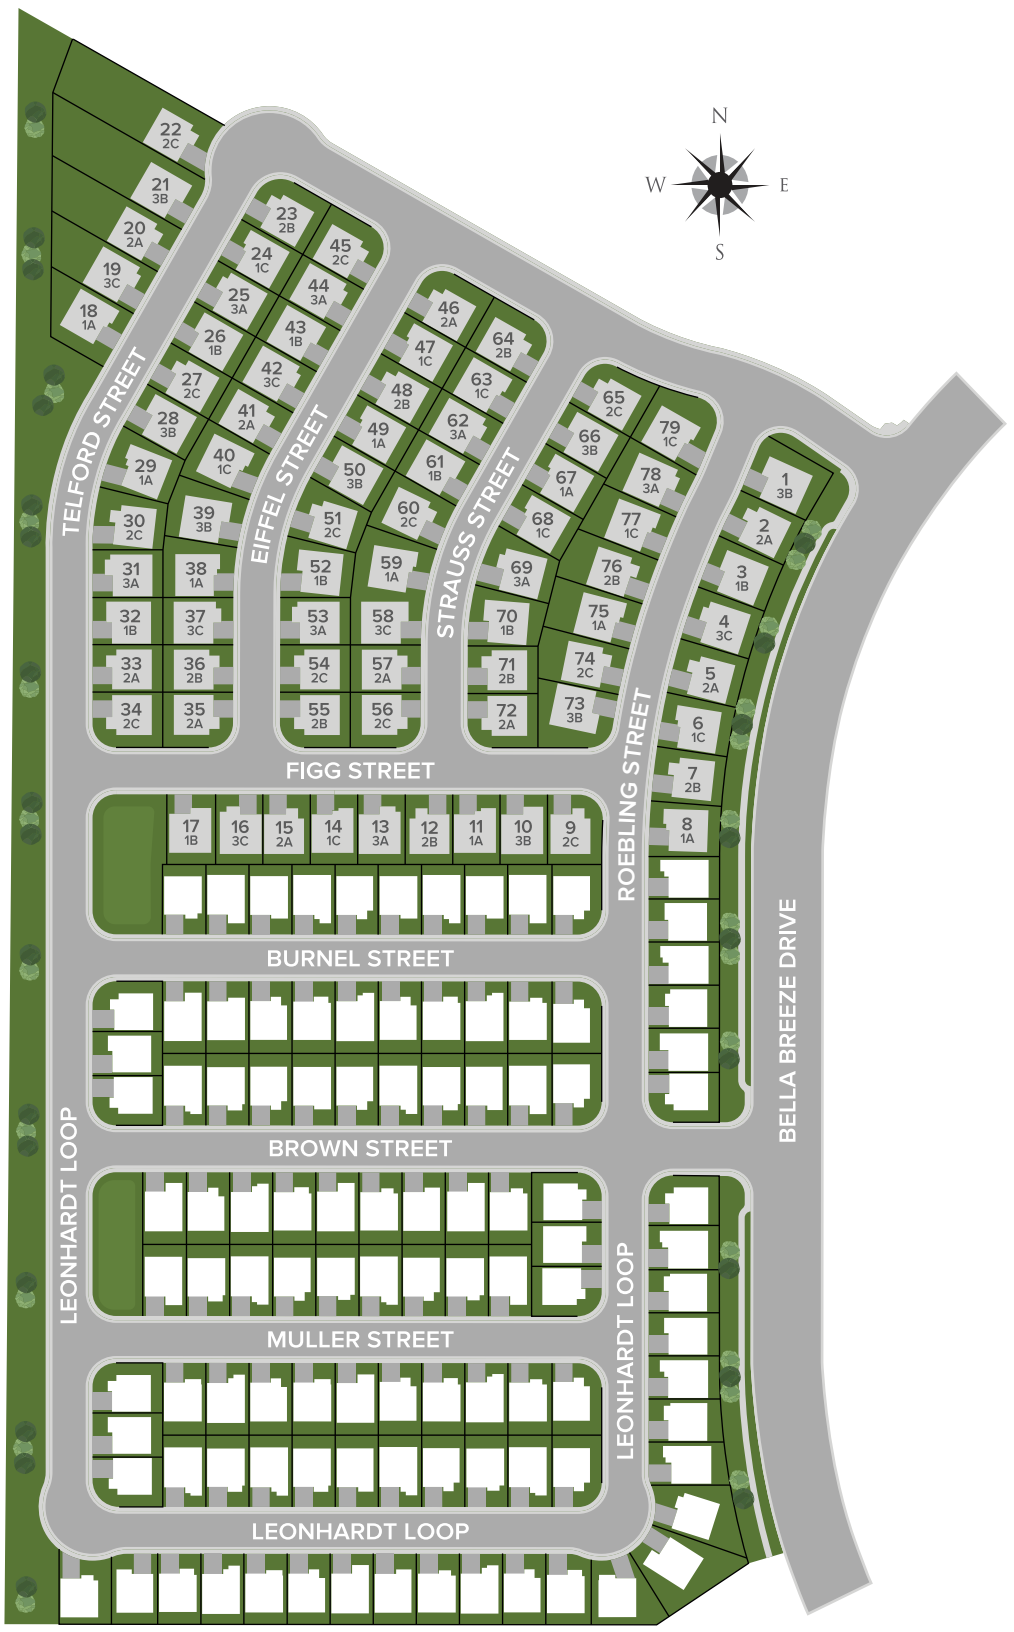 N
W
E
S
22
2C
21
3B
20
2A
19
3C
18
1A
23
2B
24
1C
25
3A
26
1B
27
2C
28
3B
29
1A
30
2C
31
3A
32
1B
33
2A
34
2C
45
2C
44
3A
43
1B
42
3C
41
2A
40
1C
39
3B
38
1A
37
3C
36
2B
35
2A
46
2A
47
1C
48
2B
49
1A
50
3B
51
2C
52
1B
53
3A
54
2C
55
2B
64
2B
63
1C
62
3A
61
1B
60
2C
59
1A
58
3C
57
2A
56
2C
65
2C
66
3B
67
1A
68
1C
69
3A
70
1B
71
2B
72
2A
79
1C
78
3A
77
1C
76
2B
75
1A
74
2C
73
3B
1
3B
2
2A
3
1B
4
3C
5
2A
6
1C
7
2B
8
1A
TELFORD STREET
EIFFEL STREET
STRAUSS STREET
ROEBLING STREET
FIGG STREET
17
1B
16
3C
15
2A
14
1C
13
3A
12
2B
11
1A
10
3B
9
2C
BURNEL STREET
BELLA BREEZE DRIVE
BROWN STREET
LEONHARDT LOOP
LEONHARDT LOOP
MULLER STREET
LEONHARDT LOOP